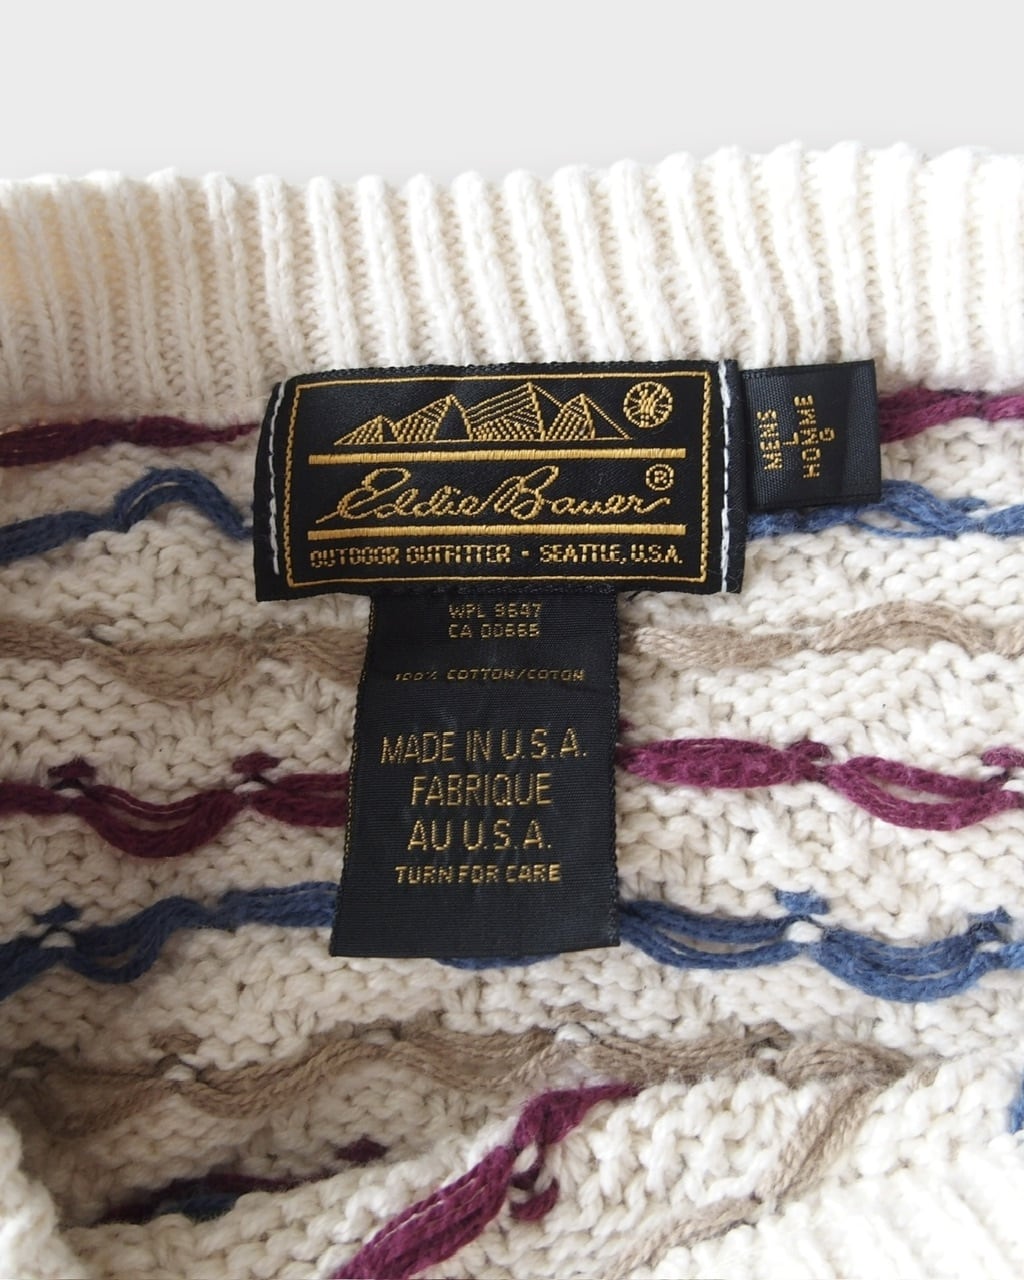 Eddie Bauer®
OUTDOOR OUTFITTER · SEATTLE, U.S.A.
MENS
L
HOMME
G
WPL 9647
CA 00665
100% COTTON/COTON
MADE IN U.S.A.
FABRIQUE
AU U.S.A.
TURN FOR CARE